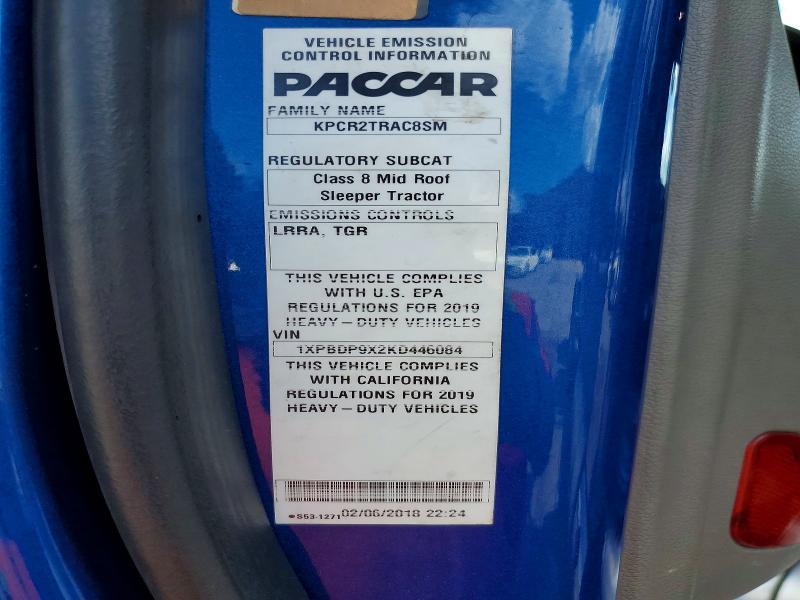 VEHICLE EMISSION
CONTROL INFORMATION
PACCAR
FAMILY NAME
KPCR2TRAC8SM
REGULATORY SUBCAT
Class 8 Mid Roof
Sleeper Tractor
EMISSIONS CONTROLS
LRRA, TGR
THIS VEHICLE COMPLIES
WITH U.S. EPA
REGULATIONS FOR 2019
HEAVY-DUTY VEHICLES
VIN
1XPBDP9X2KD446084
THIS VEHICLE COMPLIES
WITH CALIFORNIA
REGULATIONS FOR 2019
HEAVY-DUTY VEHICLES
S53-1271 02/06/2018 22:24